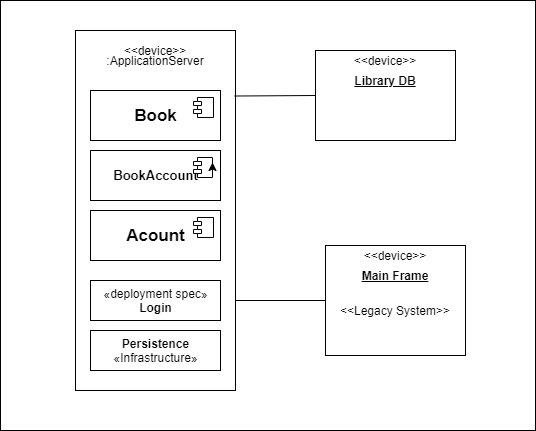 <<device>>
:ApplicationServer
Book
BookAccount
Acount
«deployment spec»
Login
Persistence
«Infrastructure»
<<device>>
Library DB
<<device>>
Main Frame
<<Legacy System>>